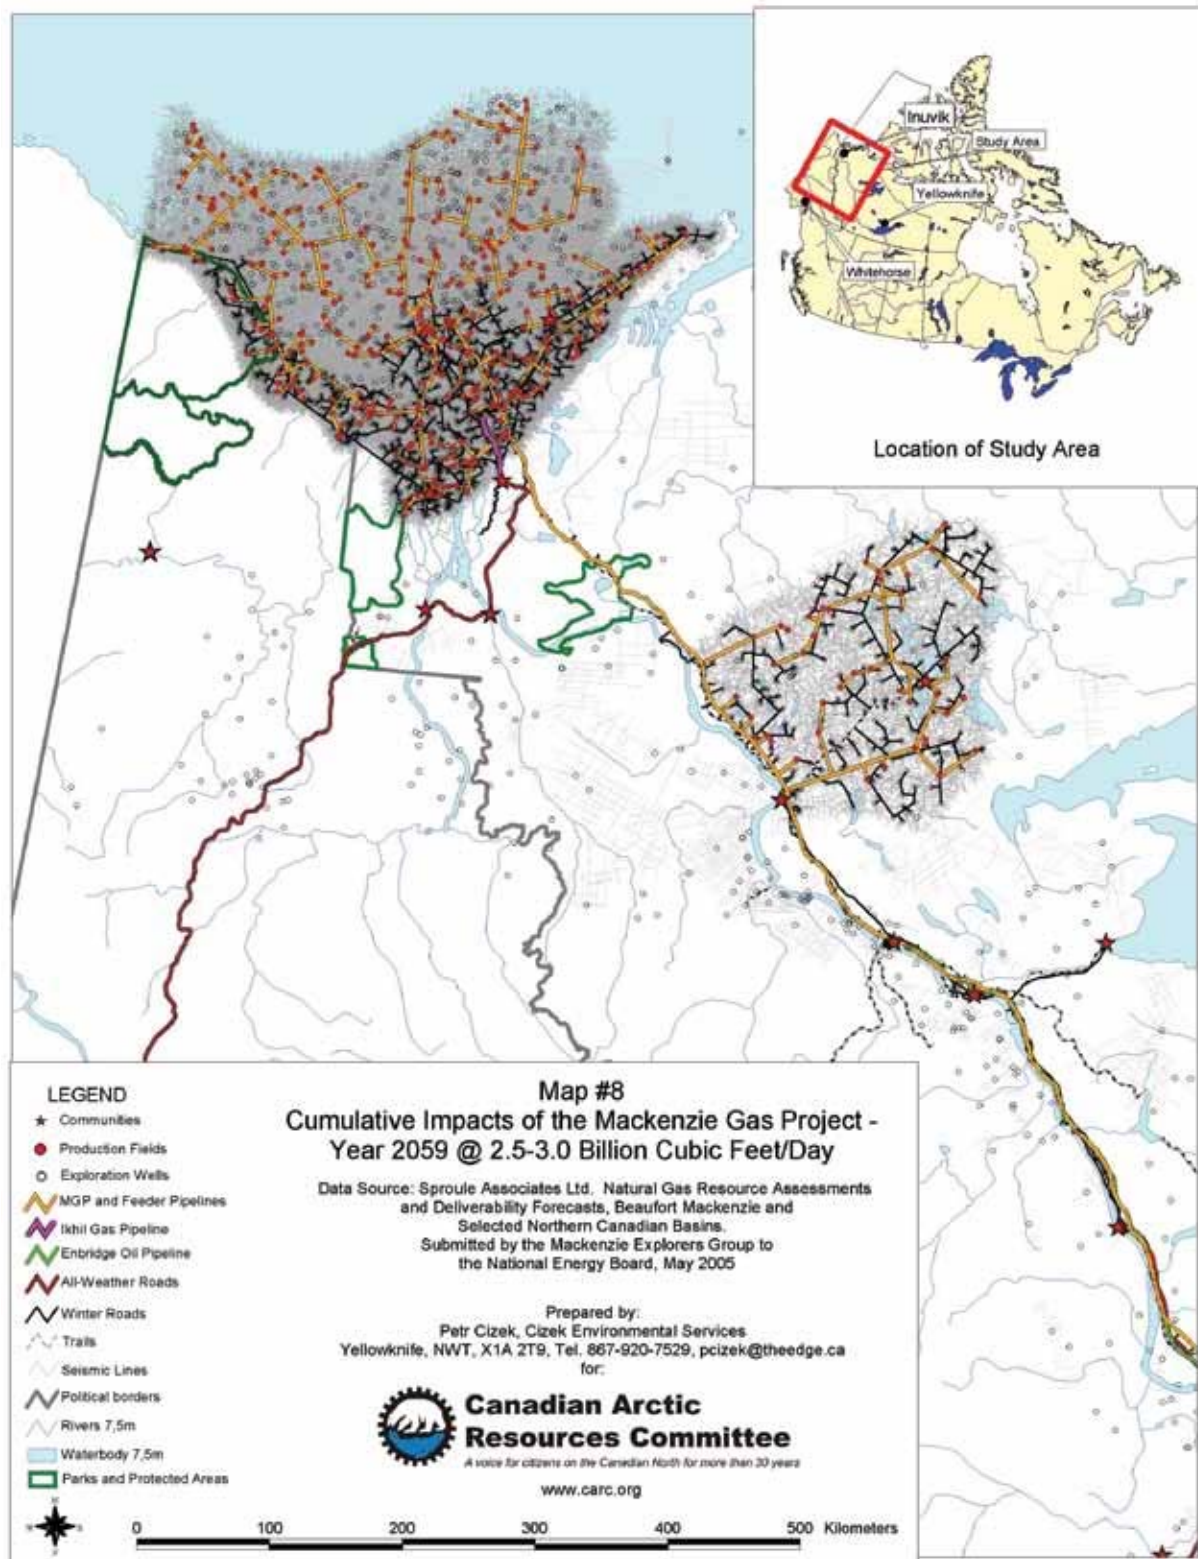 Inuvik
Study Area
Yellowknife
Whitehorse
Location of Study Area
LEGEND
Communities
Production Fields
Exploration Wells
MGP and Feeder Pipelines
Ikhil Gas Pipeline
Enbridge Oil Pipeline
All-Weather Roads
Winter Roads
Trails
Seismic Lines
Political borders
Rivers 7,5m
Waterbody 7,5m
Parks and Protected Areas
Map #8
Cumulative Impacts of the Mackenzie Gas Project -
Year 2059 @ 2.5-3.0 Billion Cubic Feet/Day
Data Source: Sproule Associates Ltd. Natural Gas Resource Assessments
and Deliverability Forecasts, Beaufort Mackenzie and
Selected Northern Canadian Basins.
Submitted by the Mackenzie Explorers Group to
the National Energy Board, May 2005
Prepared by:
Petr Cizek, Cizek Environmental Services
Yellowknife, NWT, X1A 2T9, Tel. 867-920-7529, pcizek@theedge.ca
for:
Canadian Arctic
Resources Committee
A voice for citizens on the Canadian North for more than 30 years
www.carc.org
0 100 200 300 400 500 Kilometers